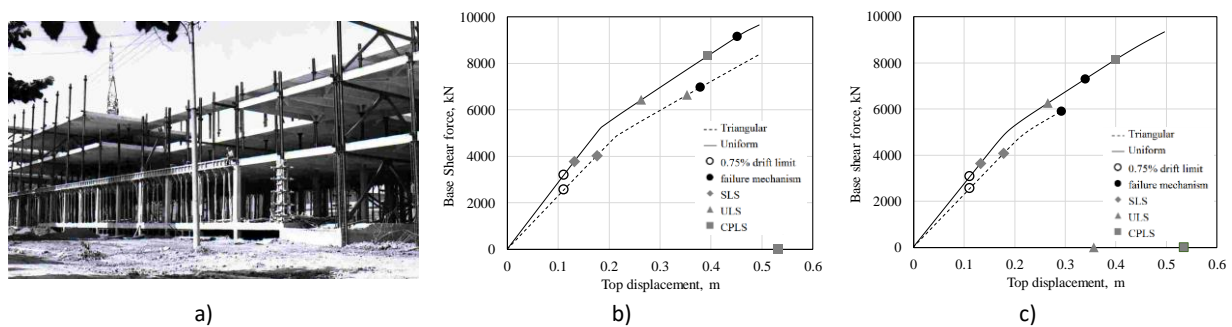 10000
8000
6000
4000
2000
0
Base Shear force, kN
0 0.1 0.2 0.3 0.4 0.5 0.6
Top displacement, m
Triangular
Uniform
0.75% drift limit
failure mechanism
SLS
ULS
CPLS
10000
8000
6000
4000
2000
0
Base shear force, kN
0 0.1 0.2 0.3 0.4 0.5 0.6
Top displacement, m
Triangular
Uniform
0.75% drift limit
failure mechanism
SLS
ULS
CPLS
a) b) c)